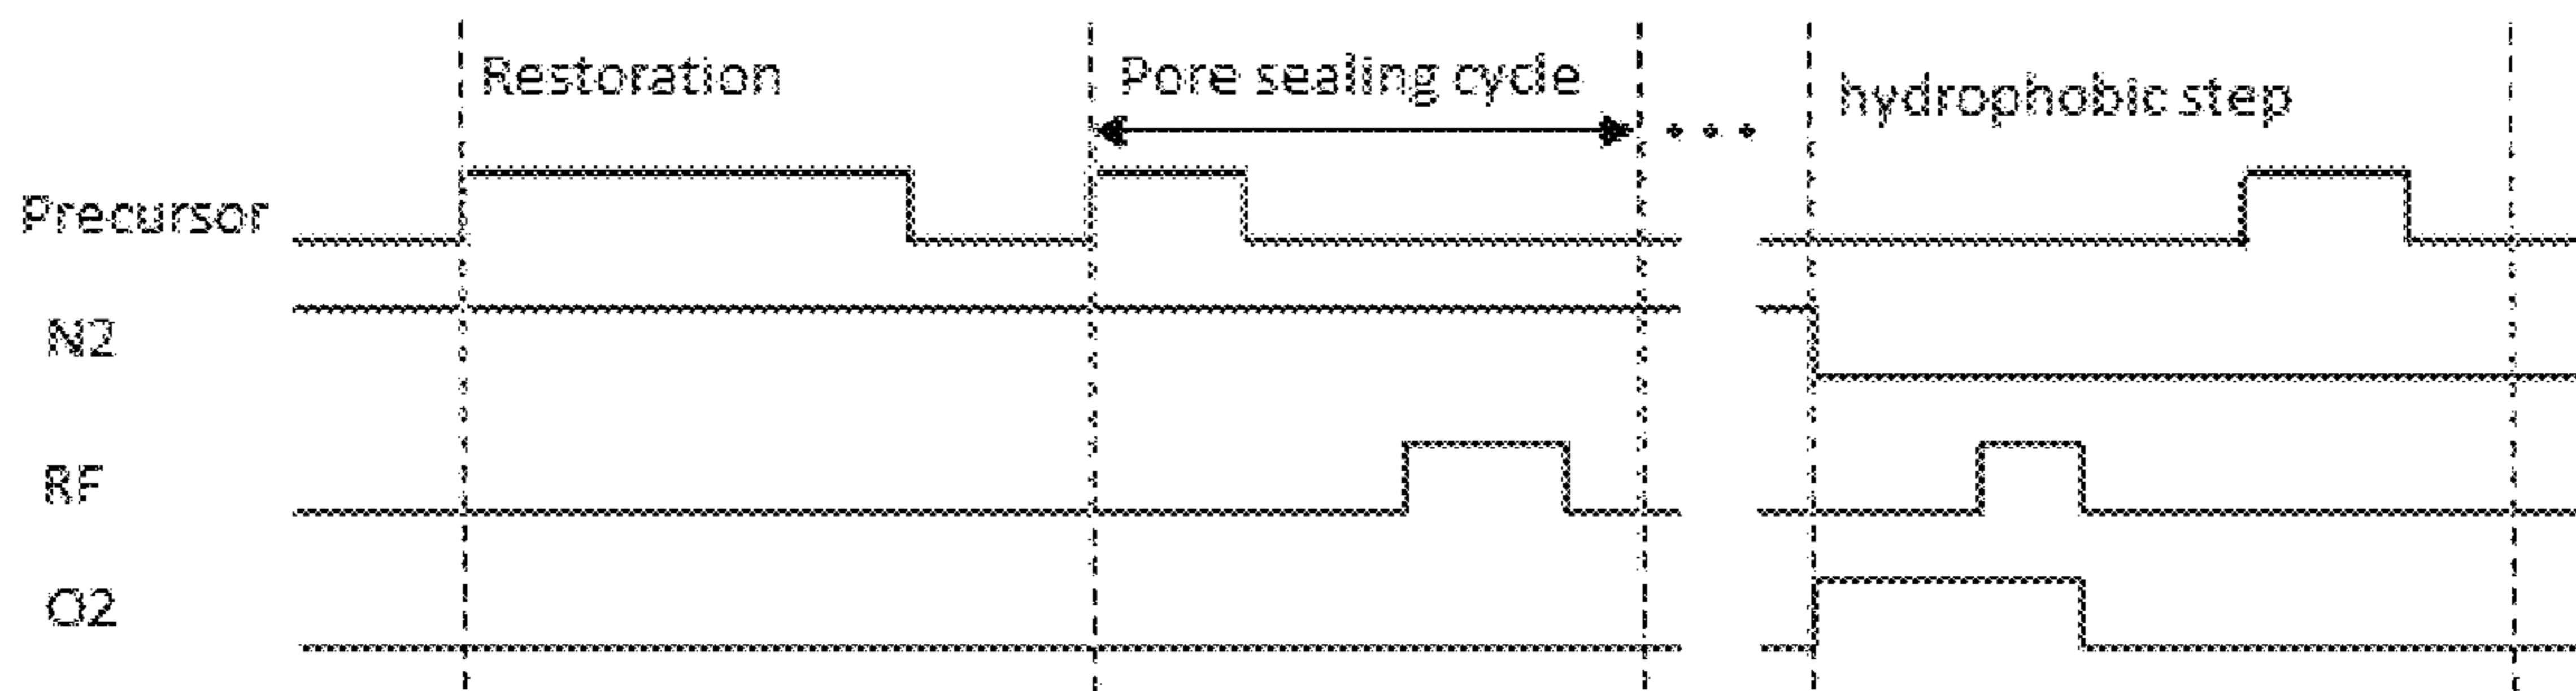 Restoration
Pore sealing cycle
hydrophobic step
Precursor
N2
RF
O2